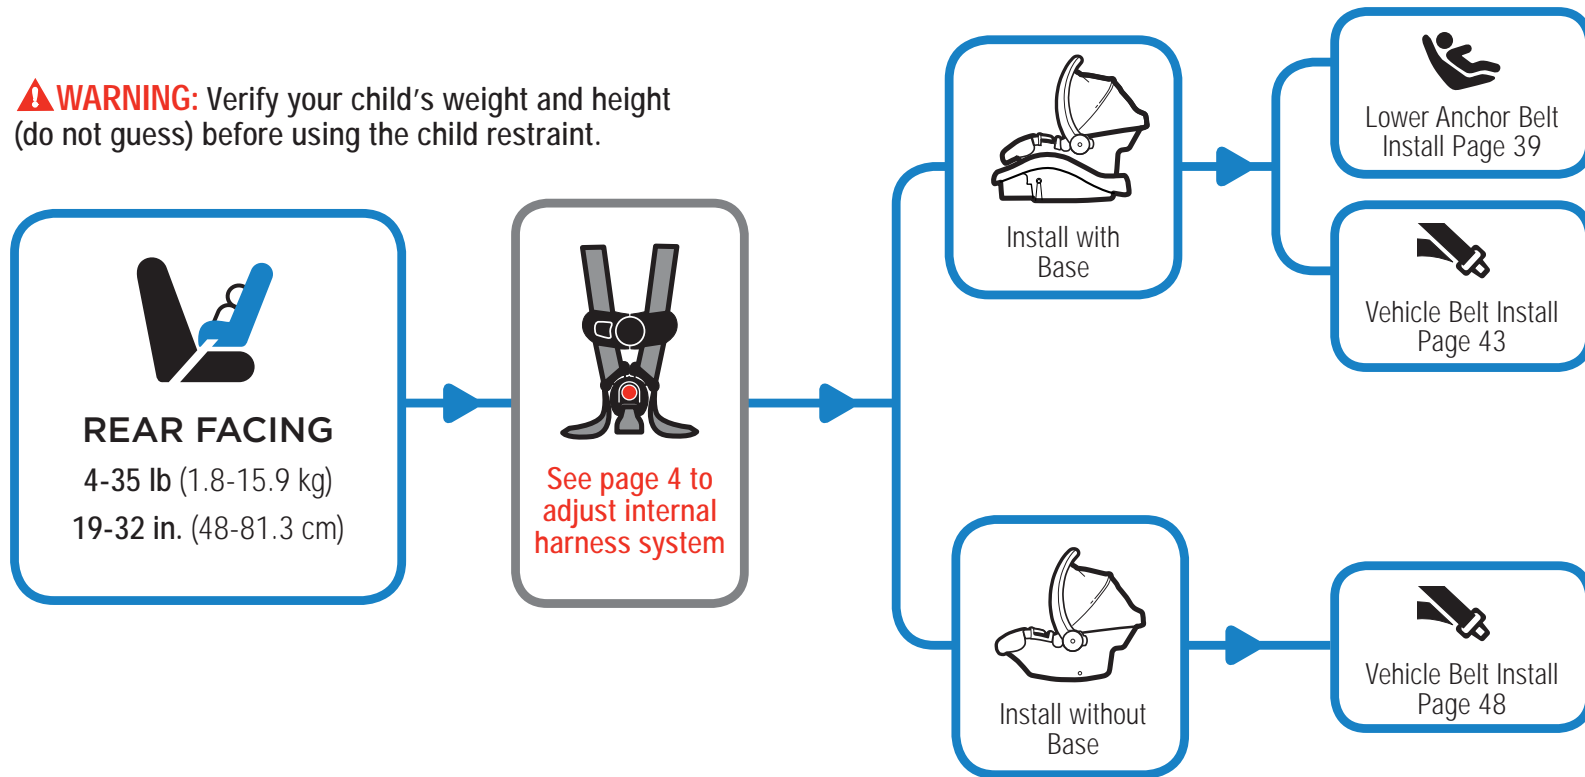 WARNING: Verify your child's weight and height
(do not guess) before using the child restraint.
REAR FACING
4-35 lb (1.8-15.9 kg)
19-32 in. (48-81.3 cm)
See page 4 to
adjust internal
harness system
Install with
Base
Lower Anchor Belt
Install Page 39
Vehicle Belt Install
Page 43
Install without
Base
Vehicle Belt Install
Page 48